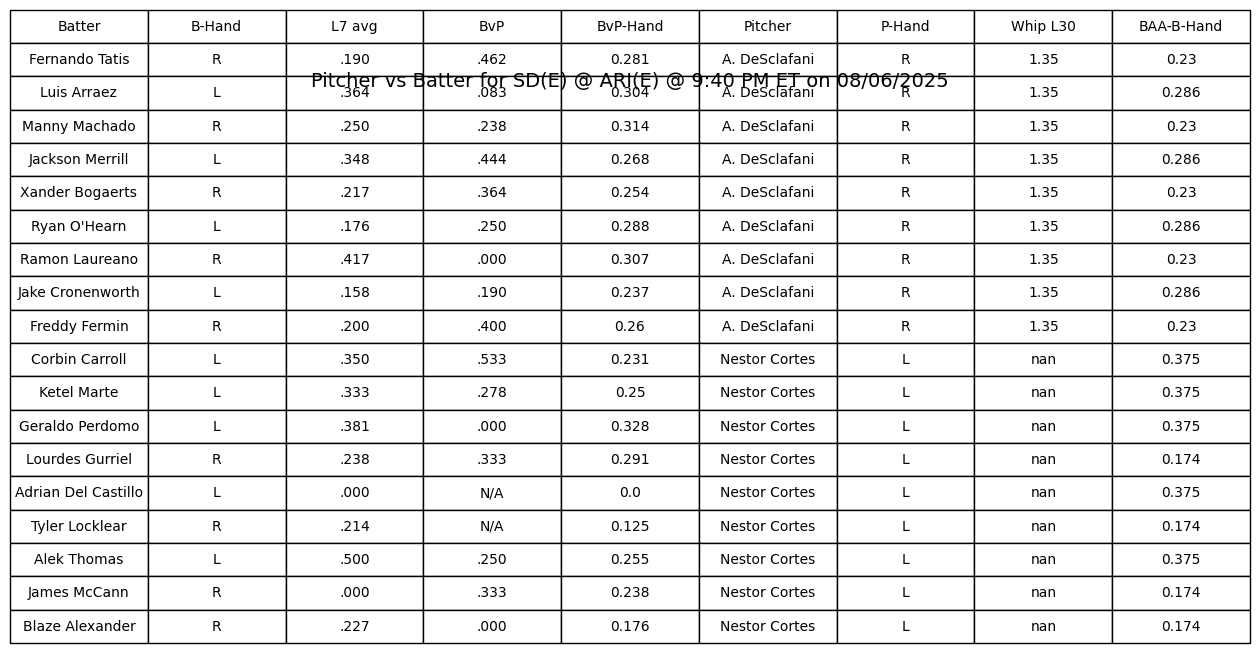 Batter B-Hand L7 avg BvP BvP-Hand Pitcher P-Hand Whip L30 BAA-B-Hand
Fernando Tatis R .190 .462 0.281 A. DeSclafani R 1.35 0.23
Pitcher vs Batter for SD(E) @ ARI(E) @ 9:40 PM ET on 08/06/2025
Luis Arraez L .364 .083 0.304 A. DeSclafani R 1.35 0.286
Manny Machado R .250 .238 0.314 A. DeSclafani R 1.35 0.23
Jackson Merrill L .348 .444 0.268 A. DeSclafani R 1.35 0.286
Xander Bogaerts R .217 .364 0.254 A. DeSclafani R 1.35 0.23
Ryan O'Hearn L .176 .250 0.288 A. DeSclafani R 1.35 0.286
Ramon Laureano R .417 .000 0.307 A. DeSclafani R 1.35 0.23
Jake Cronenworth L .158 .190 0.237 A. DeSclafani R 1.35 0.286
Freddy Fermin R .200 .400 0.26 A. DeSclafani R 1.35 0.23
Corbin Carroll L .350 .533 0.231 Nestor Cortes L nan 0.375
Ketel Marte L .333 .278 0.25 Nestor Cortes L nan 0.375
Geraldo Perdomo L .381 .000 0.328 Nestor Cortes L nan 0.375
Lourdes Gurriel R .238 .333 0.291 Nestor Cortes L nan 0.174
Adrian Del Castillo L .000 N/A 0.0 Nestor Cortes L nan 0.375
Tyler Locklear R .214 N/A 0.125 Nestor Cortes L nan 0.174
Alek Thomas L .500 .250 0.255 Nestor Cortes L nan 0.375
James McCann R .000 .333 0.238 Nestor Cortes L nan 0.174
Blaze Alexander R .227 .000 0.176 Nestor Cortes L nan 0.174